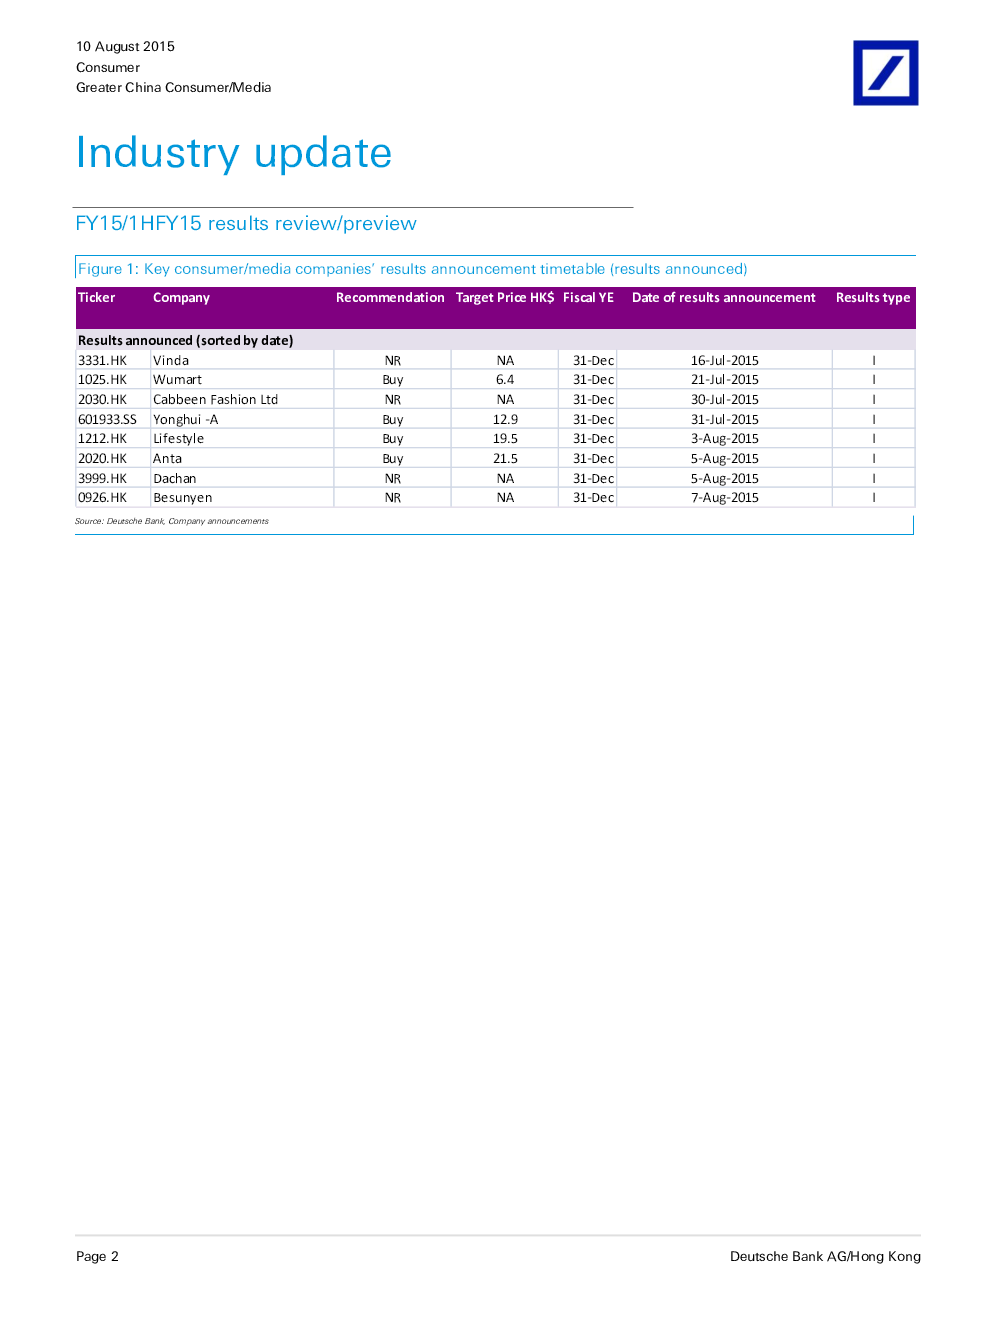 10 August 2015
Consumer
Greater China Consumer/Media
Industry update
FY15/1HFY15 results review/preview
Figure 1: Key consumer/media companies’ results announcement timetable (results announced)
Ticker Company Recommendation Target Price HK$ Fiscal YE Date of results announcement Results type
Results announced (sorted by date)
3331.HK Vinda NR NA 31-Dec 16-Jul-2015 I
1025.HK Wumart Buy 6.4 31-Dec 21-Jul-2015 I
2030.HK Cabbeen Fashion Ltd NR NA 31-Dec 30-Jul-2015 I
601933.SS Yonghui -A Buy 12.9 31-Dec 31-Jul-2015 I
1212.HK Lifestyle Buy 19.5 31-Dec 3-Aug-2015 I
2020.HK Anta Buy 21.5 31-Dec 5-Aug-2015 I
3999.HK Dachan NR NA 31-Dec 5-Aug-2015 I
0926.HK Besunyen NR NA 31-Dec 7-Aug-2015 I
Source: Deutsche Bank, Company announcements
Page 2 Deutsche Bank AG/Hong Kong